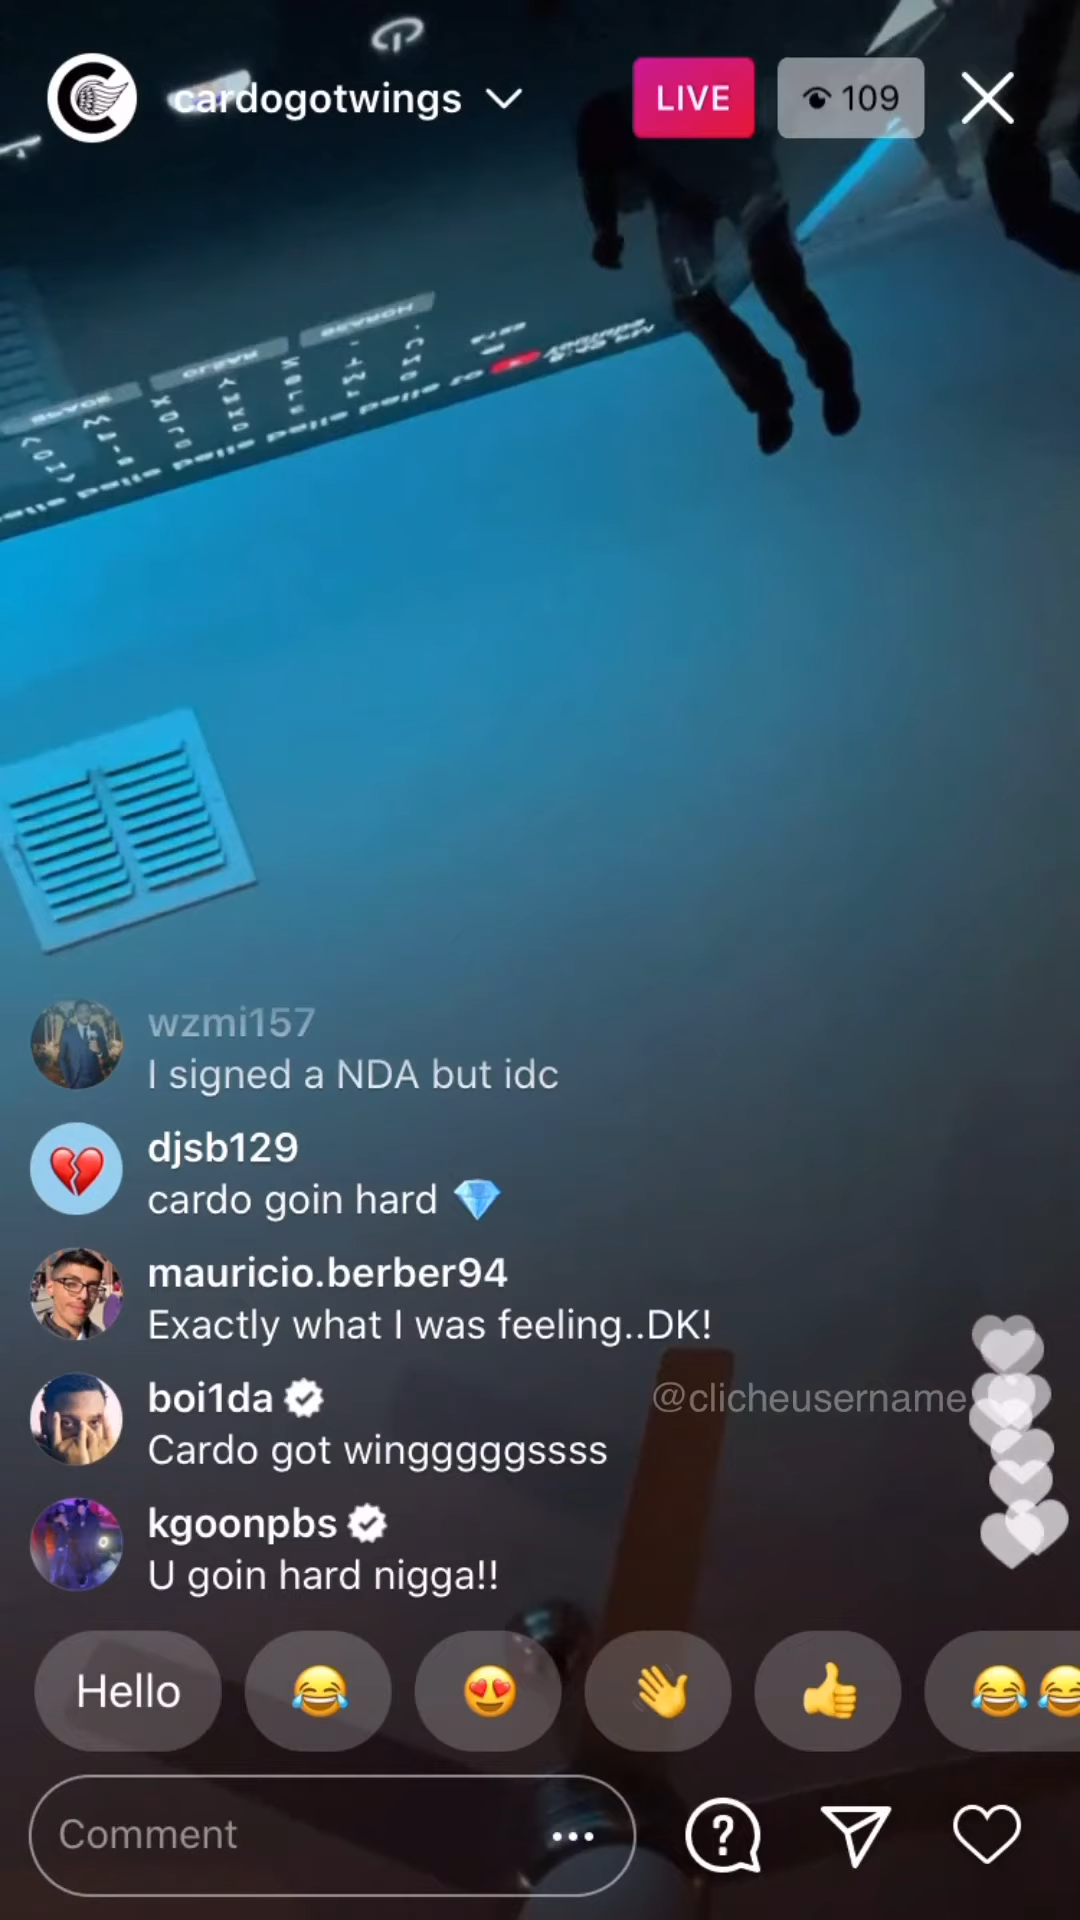 cardogotwings
LIVE
109
wzmi157
I signed a NDA but idc
djsb129
cardo goin hard 💎
mauricio.berber94
Exactly what I was feeling..DK!
boi1da
Cardo got wingggggssss
@clicheusername
kgoonpbs
U goin hard nigga!!
Hello
Comment